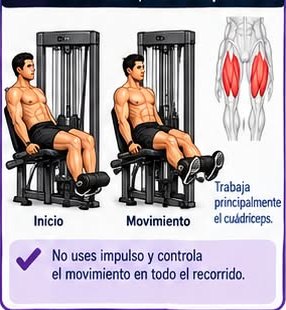 Inicio
Movimiento
Trabaja
principalmente
el cuádriceps.
No uses impulso y controla
el movimiento en todo el recorrido.